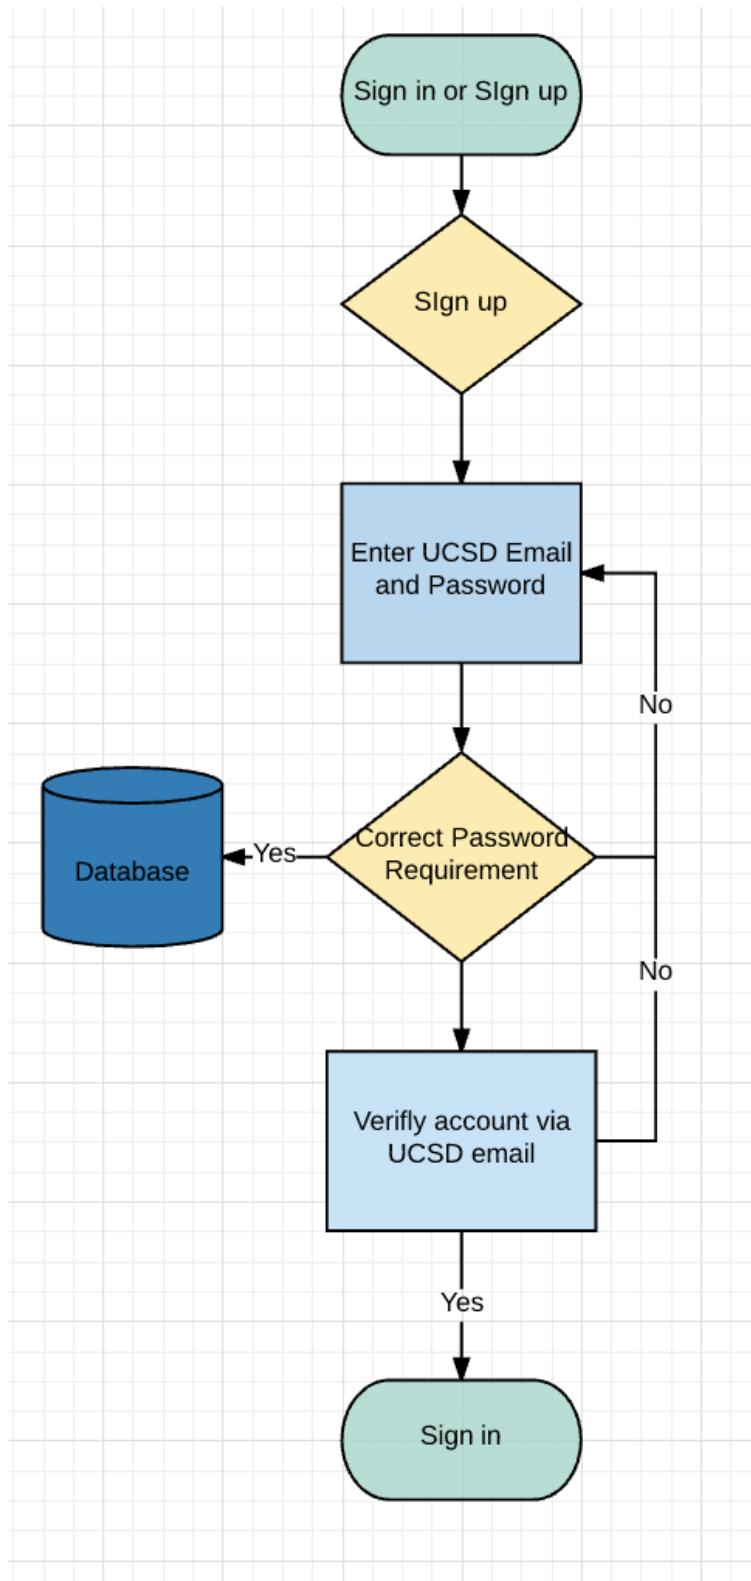 Sign in or SIgn up
SIgn up
Enter UCSD Email
and Password
No
Correct Password
Requirement
Yes
Database
No
Verifly account via
UCSD email
Yes
Sign in